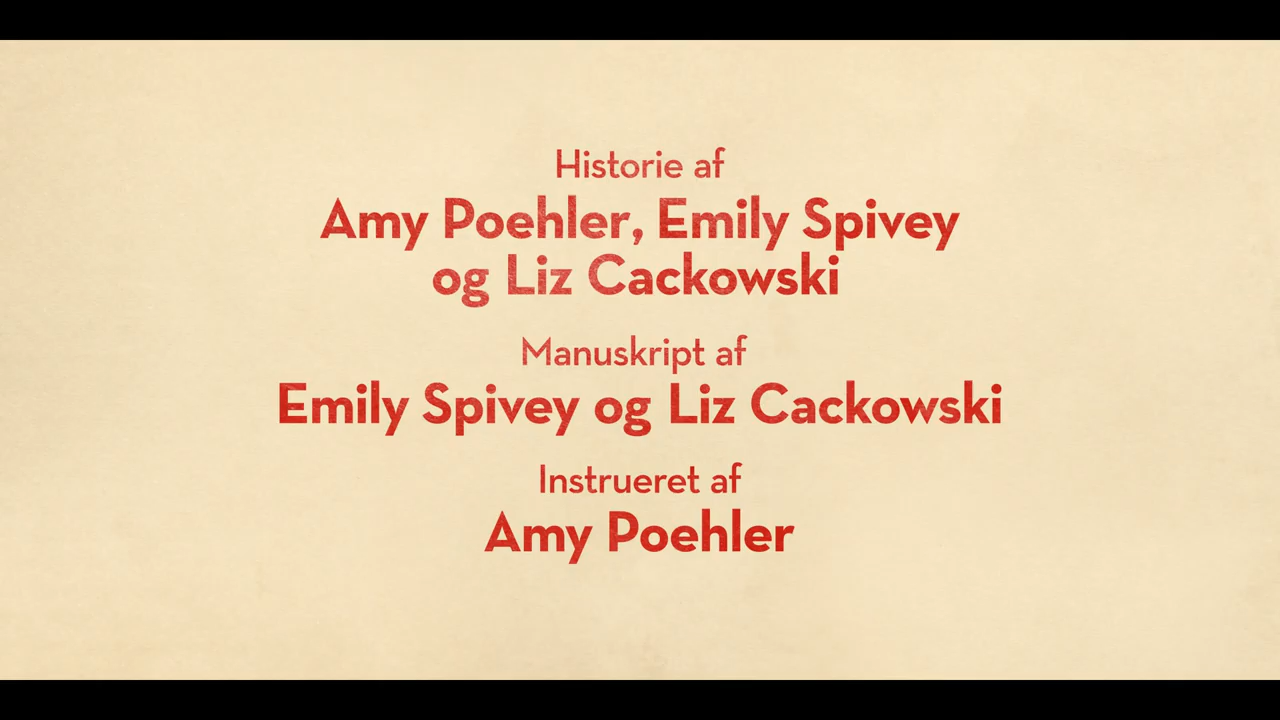 Historie af
Amy Poehler, Emily Spivey
og Liz Cackowski
Manuskript af
Emily Spivey og Liz Cackowski
Instrueret af
Amy Poehler